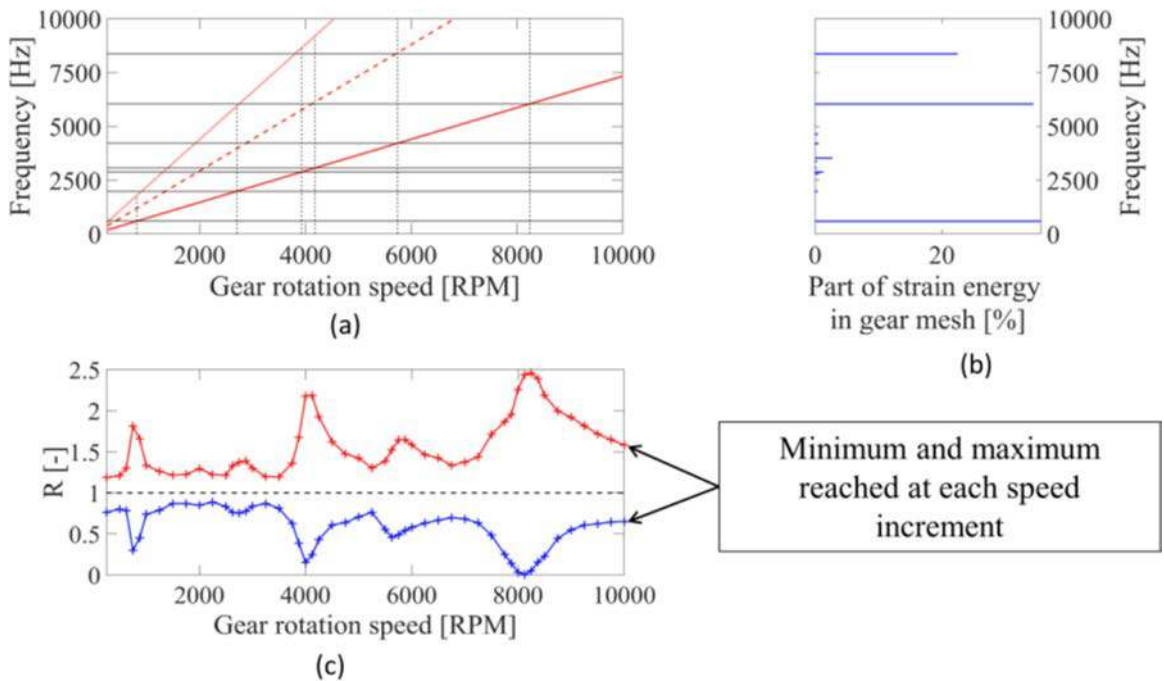 10000
7500
5000
2500
0
Frequency [Hz]
2000 4000 6000 8000 10000
Gear rotation speed [RPM]
(a)
10000
7500
5000
2500
0
Frequency [Hz]
0 20
Part of strain energy
in gear mesh [%]
(b)
2.5
2
1.5
1
0.5
0
R [-]
2000 4000 6000 8000 10000
Gear rotation speed [RPM]
(c)
Minimum and maximum
reached at each speed
increment